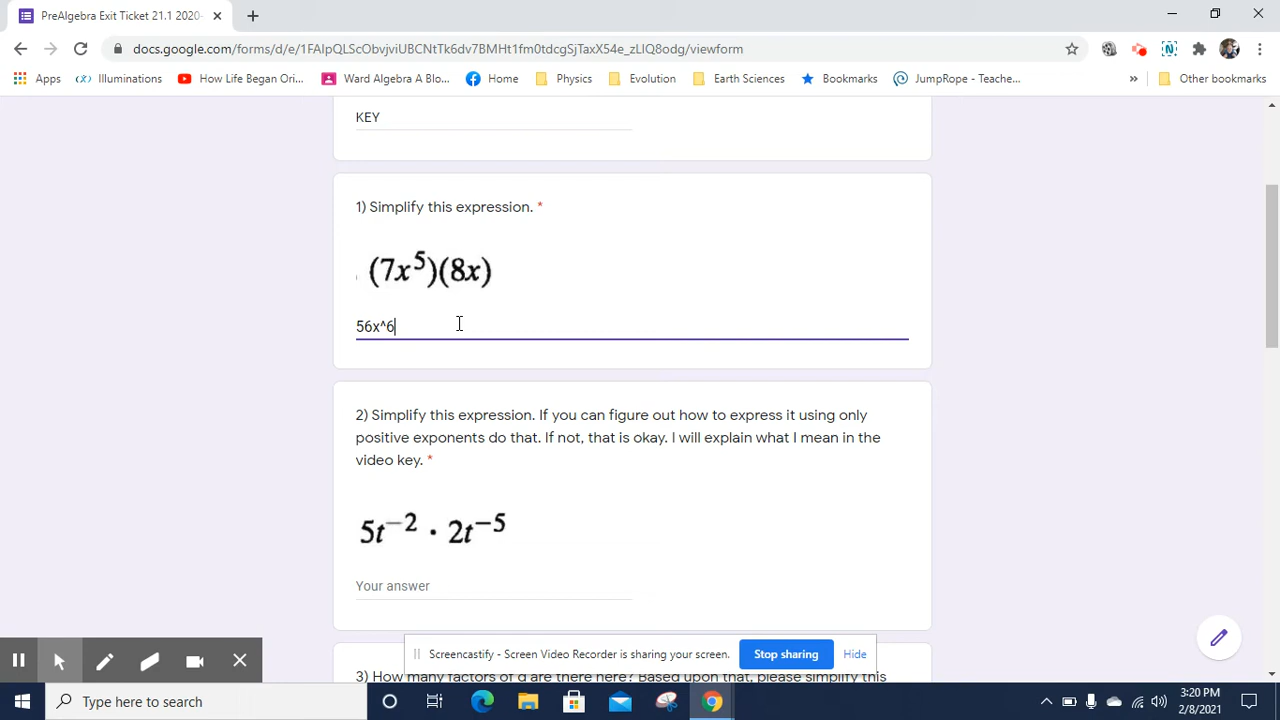 PreAlgebra Exit Ticket 21.1 2020-
docs.google.com/forms/d/e/1FAIpQLScObvjviUBCNtTk6dv7BMHt1fm0tdcgSjTaxX54e_zLIQ8odg/viewform
Apps Illuminations How Life Began Ori... Ward Algebra A Blo... Home Physics Evolution Earth Sciences Bookmarks JumpRope - Teache... » Other bookmarks
KEY
1) Simplify this expression. *
(7x⁵)(8x)
56x^6
2) Simplify this expression. If you can figure out how to express it using only
positive exponents do that. If not, that is okay. I will explain what I mean in the
video key. *
5t⁻² · 2t⁻⁵
Your answer
Screencastify - Screen Video Recorder is sharing your screen. Stop sharing Hide
3) How many factors of d are there here? Based upon that, please simplify this
Type here to search
3:20 PM
2/8/2021